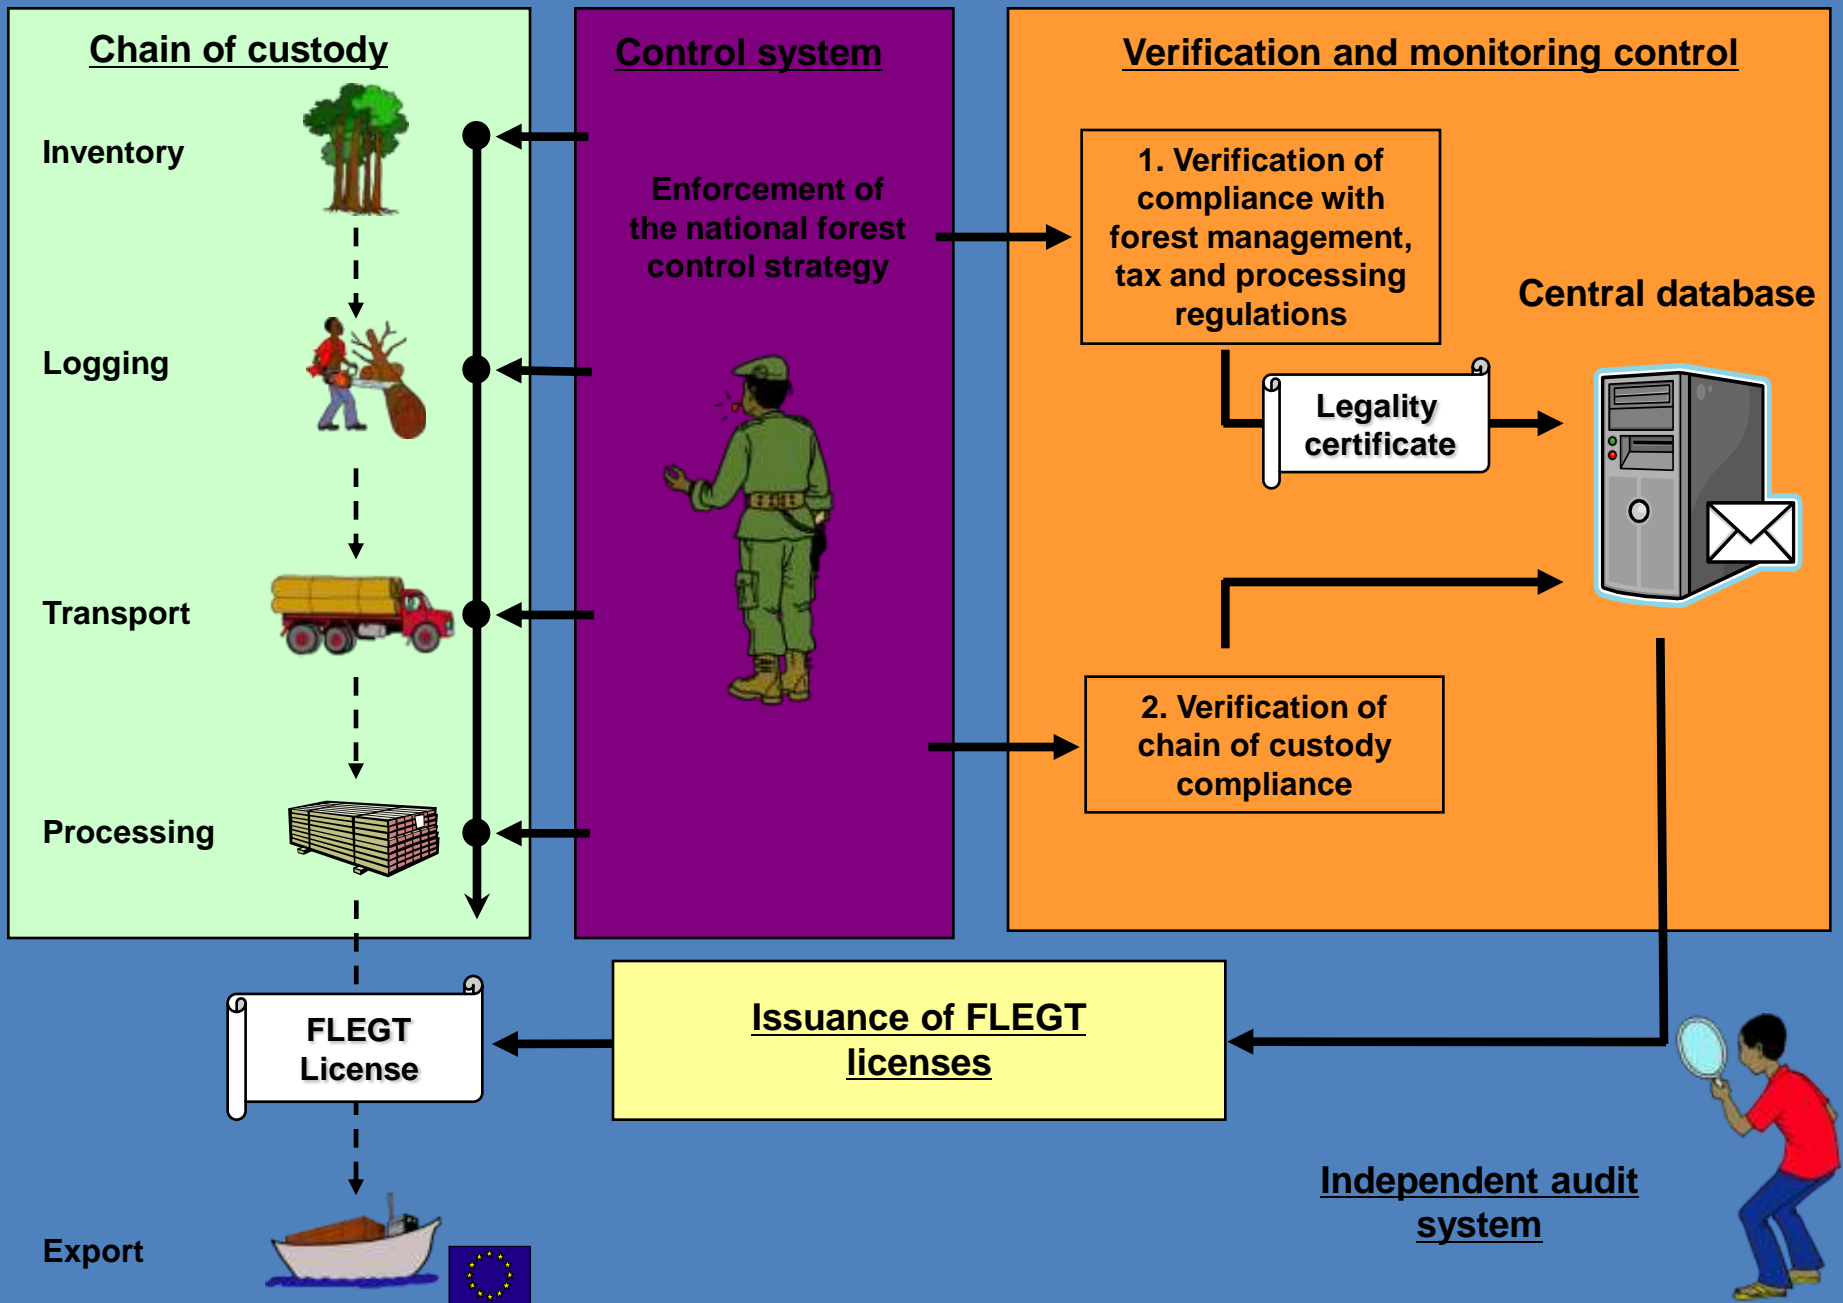 Chain of custody
Inventory
Logging
Transport
Processing
Control system
Enforcement of
the national forest
control strategy
Verification and monitoring control
1. Verification of
compliance with
forest management,
tax and processing
regulations
Legality
certificate
Central database
2. Verification of
chain of custody
compliance
FLEGT
License
Issuance of FLEGT
licenses
Independent audit
system
Export